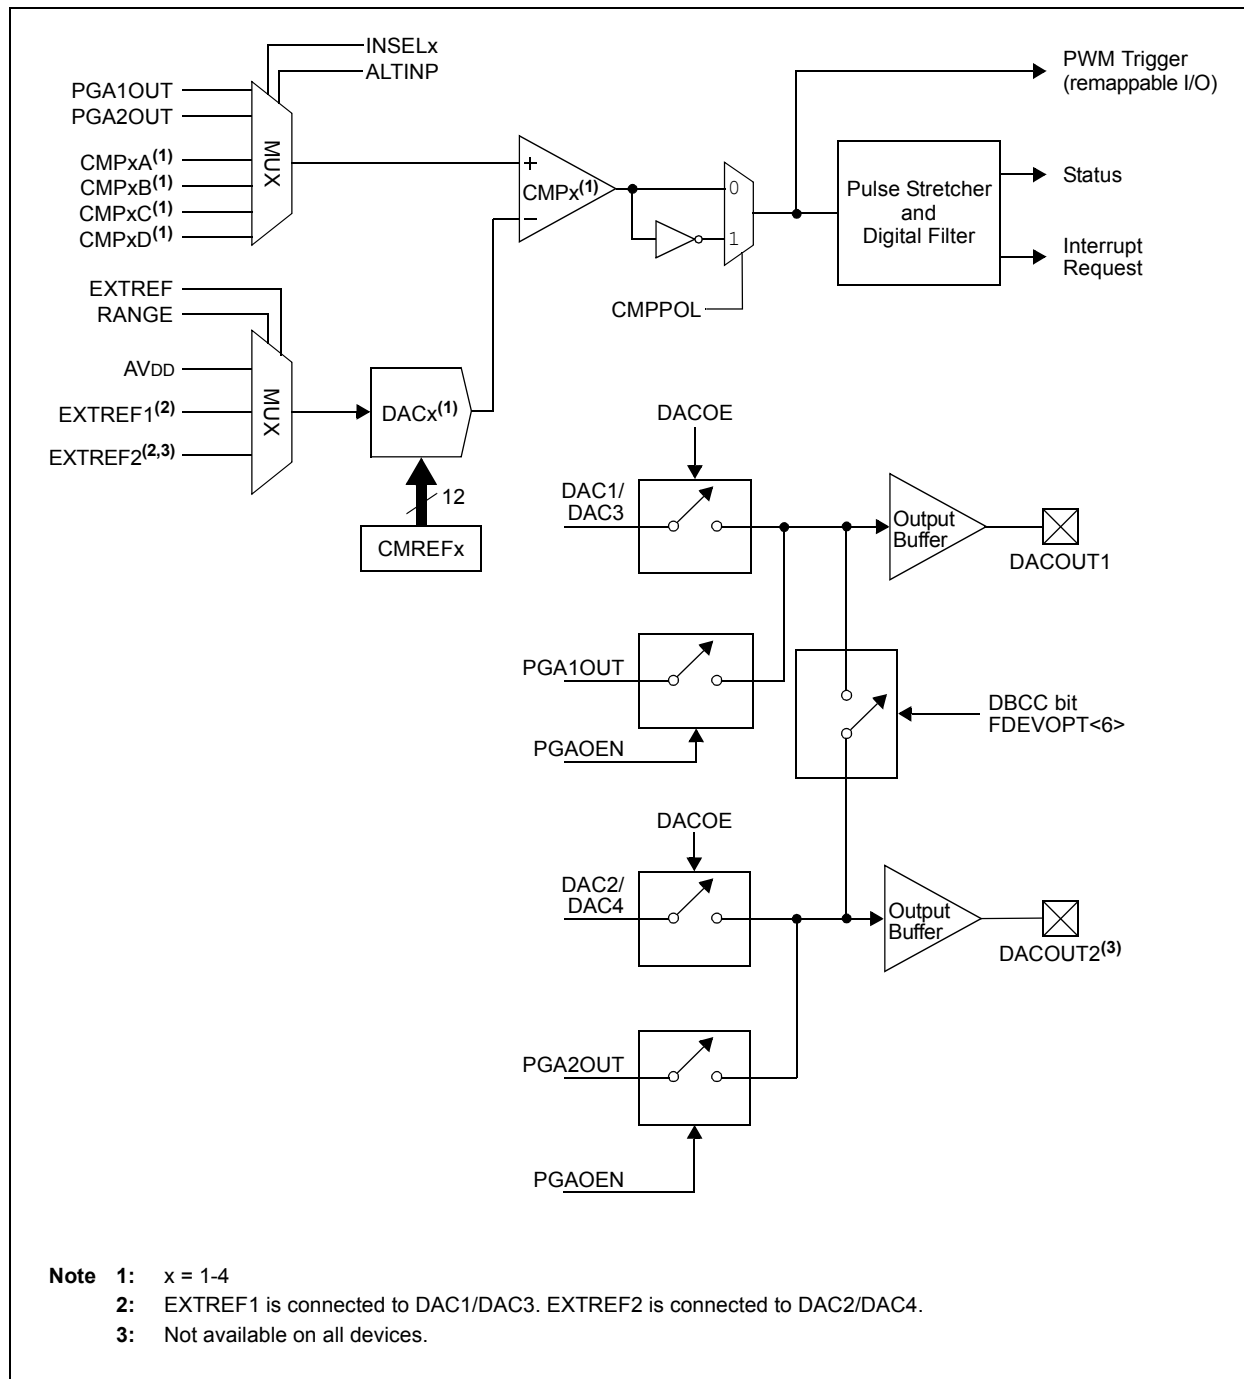 INSELx
ALTINP
PGA1OUT
PGA2OUT
CMPxA(1)
CMPxB(1)
CMPxC(1)
CMPxD(1)
MUX
+
CMPx(1)
–
0
1
CMPPOL
PWM Trigger
(remappable I/O)
Pulse Stretcher
and
Digital Filter
Status
Interrupt
Request
EXTREF
RANGE
AVDD
EXTREF1(2)
EXTREF2(2,3)
MUX
DACx(1)
12
CMREFx
DACOE
DAC1/
DAC3
Output
Buffer
DACOUT1
PGA1OUT
PGAOEN
DBCC bit
FDEVOPT<6>
DACOE
DAC2/
DAC4
Output
Buffer
DACOUT2(3)
PGA2OUT
PGAOEN
Note 1: x = 1-4
2: EXTREF1 is connected to DAC1/DAC3. EXTREF2 is connected to DAC2/DAC4.
3: Not available on all devices.